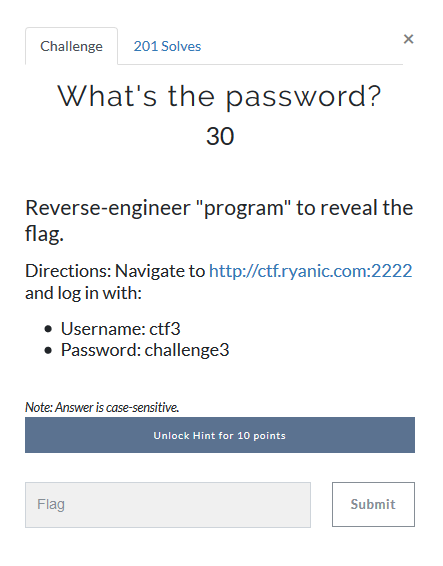 Challenge
201 Solves
×
What's the password?
30
Reverse-engineer "program" to reveal the
flag.
Directions: Navigate to http://ctf.ryanic.com:2222
and log in with:
• Username: ctf3
• Password: challenge3
Note: Answer is case-sensitive.
Unlock Hint for 10 points
Flag
Submit